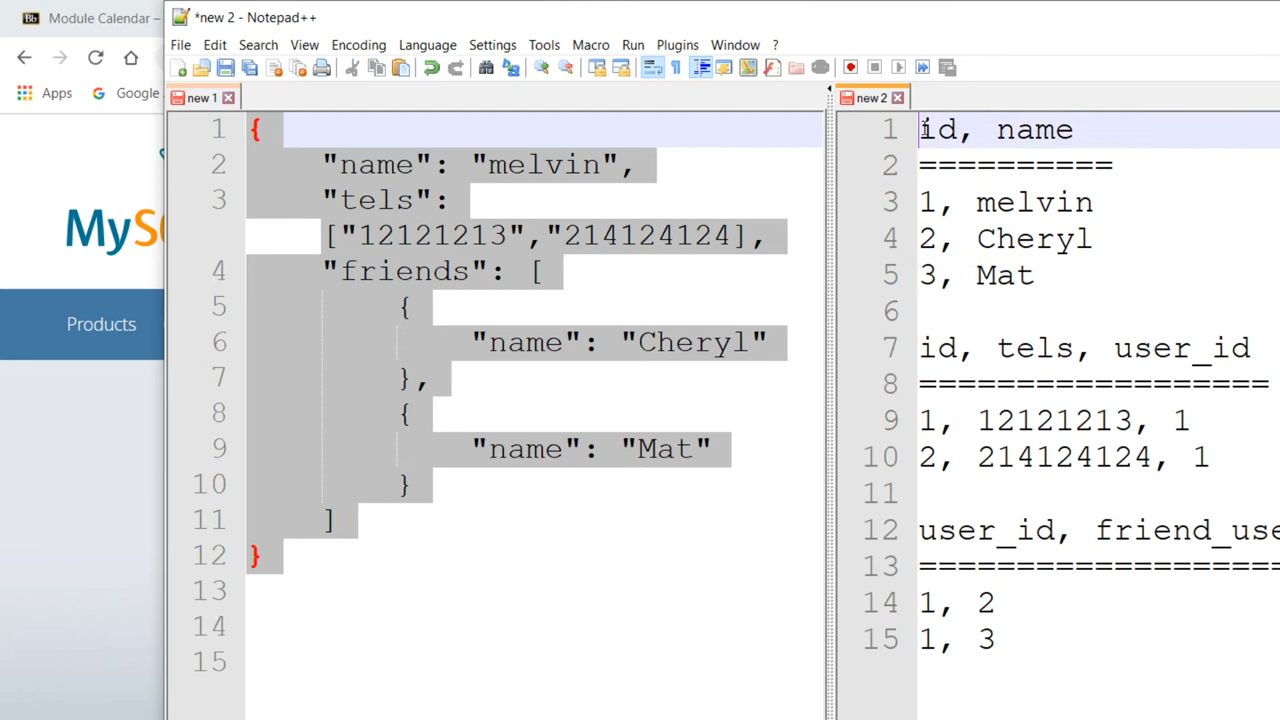 Module Calendar –
*new 2 - Notepad++
File Edit Search View Encoding Language Settings Tools Macro Run Plugins Window ?
Apps Google
new 1
new 2
MyS
Products
1 {
2 "name": "melvin",
3 "tels":
["12121213","214124124],
4 "friends": [
5 {
6 "name": "Cheryl"
7 },
8 {
9 "name": "Mat"
10 }
11 ]
12 }
13
14
15
1 id, name
2 ==========
3 1, melvin
4 2, Cheryl
5 3, Mat
6
7 id, tels, user_id
8 ==================
9 1, 12121213, 1
10 2, 214124124, 1
11
12 user_id, friend_use
13 ===================
14 1, 2
15 1, 3